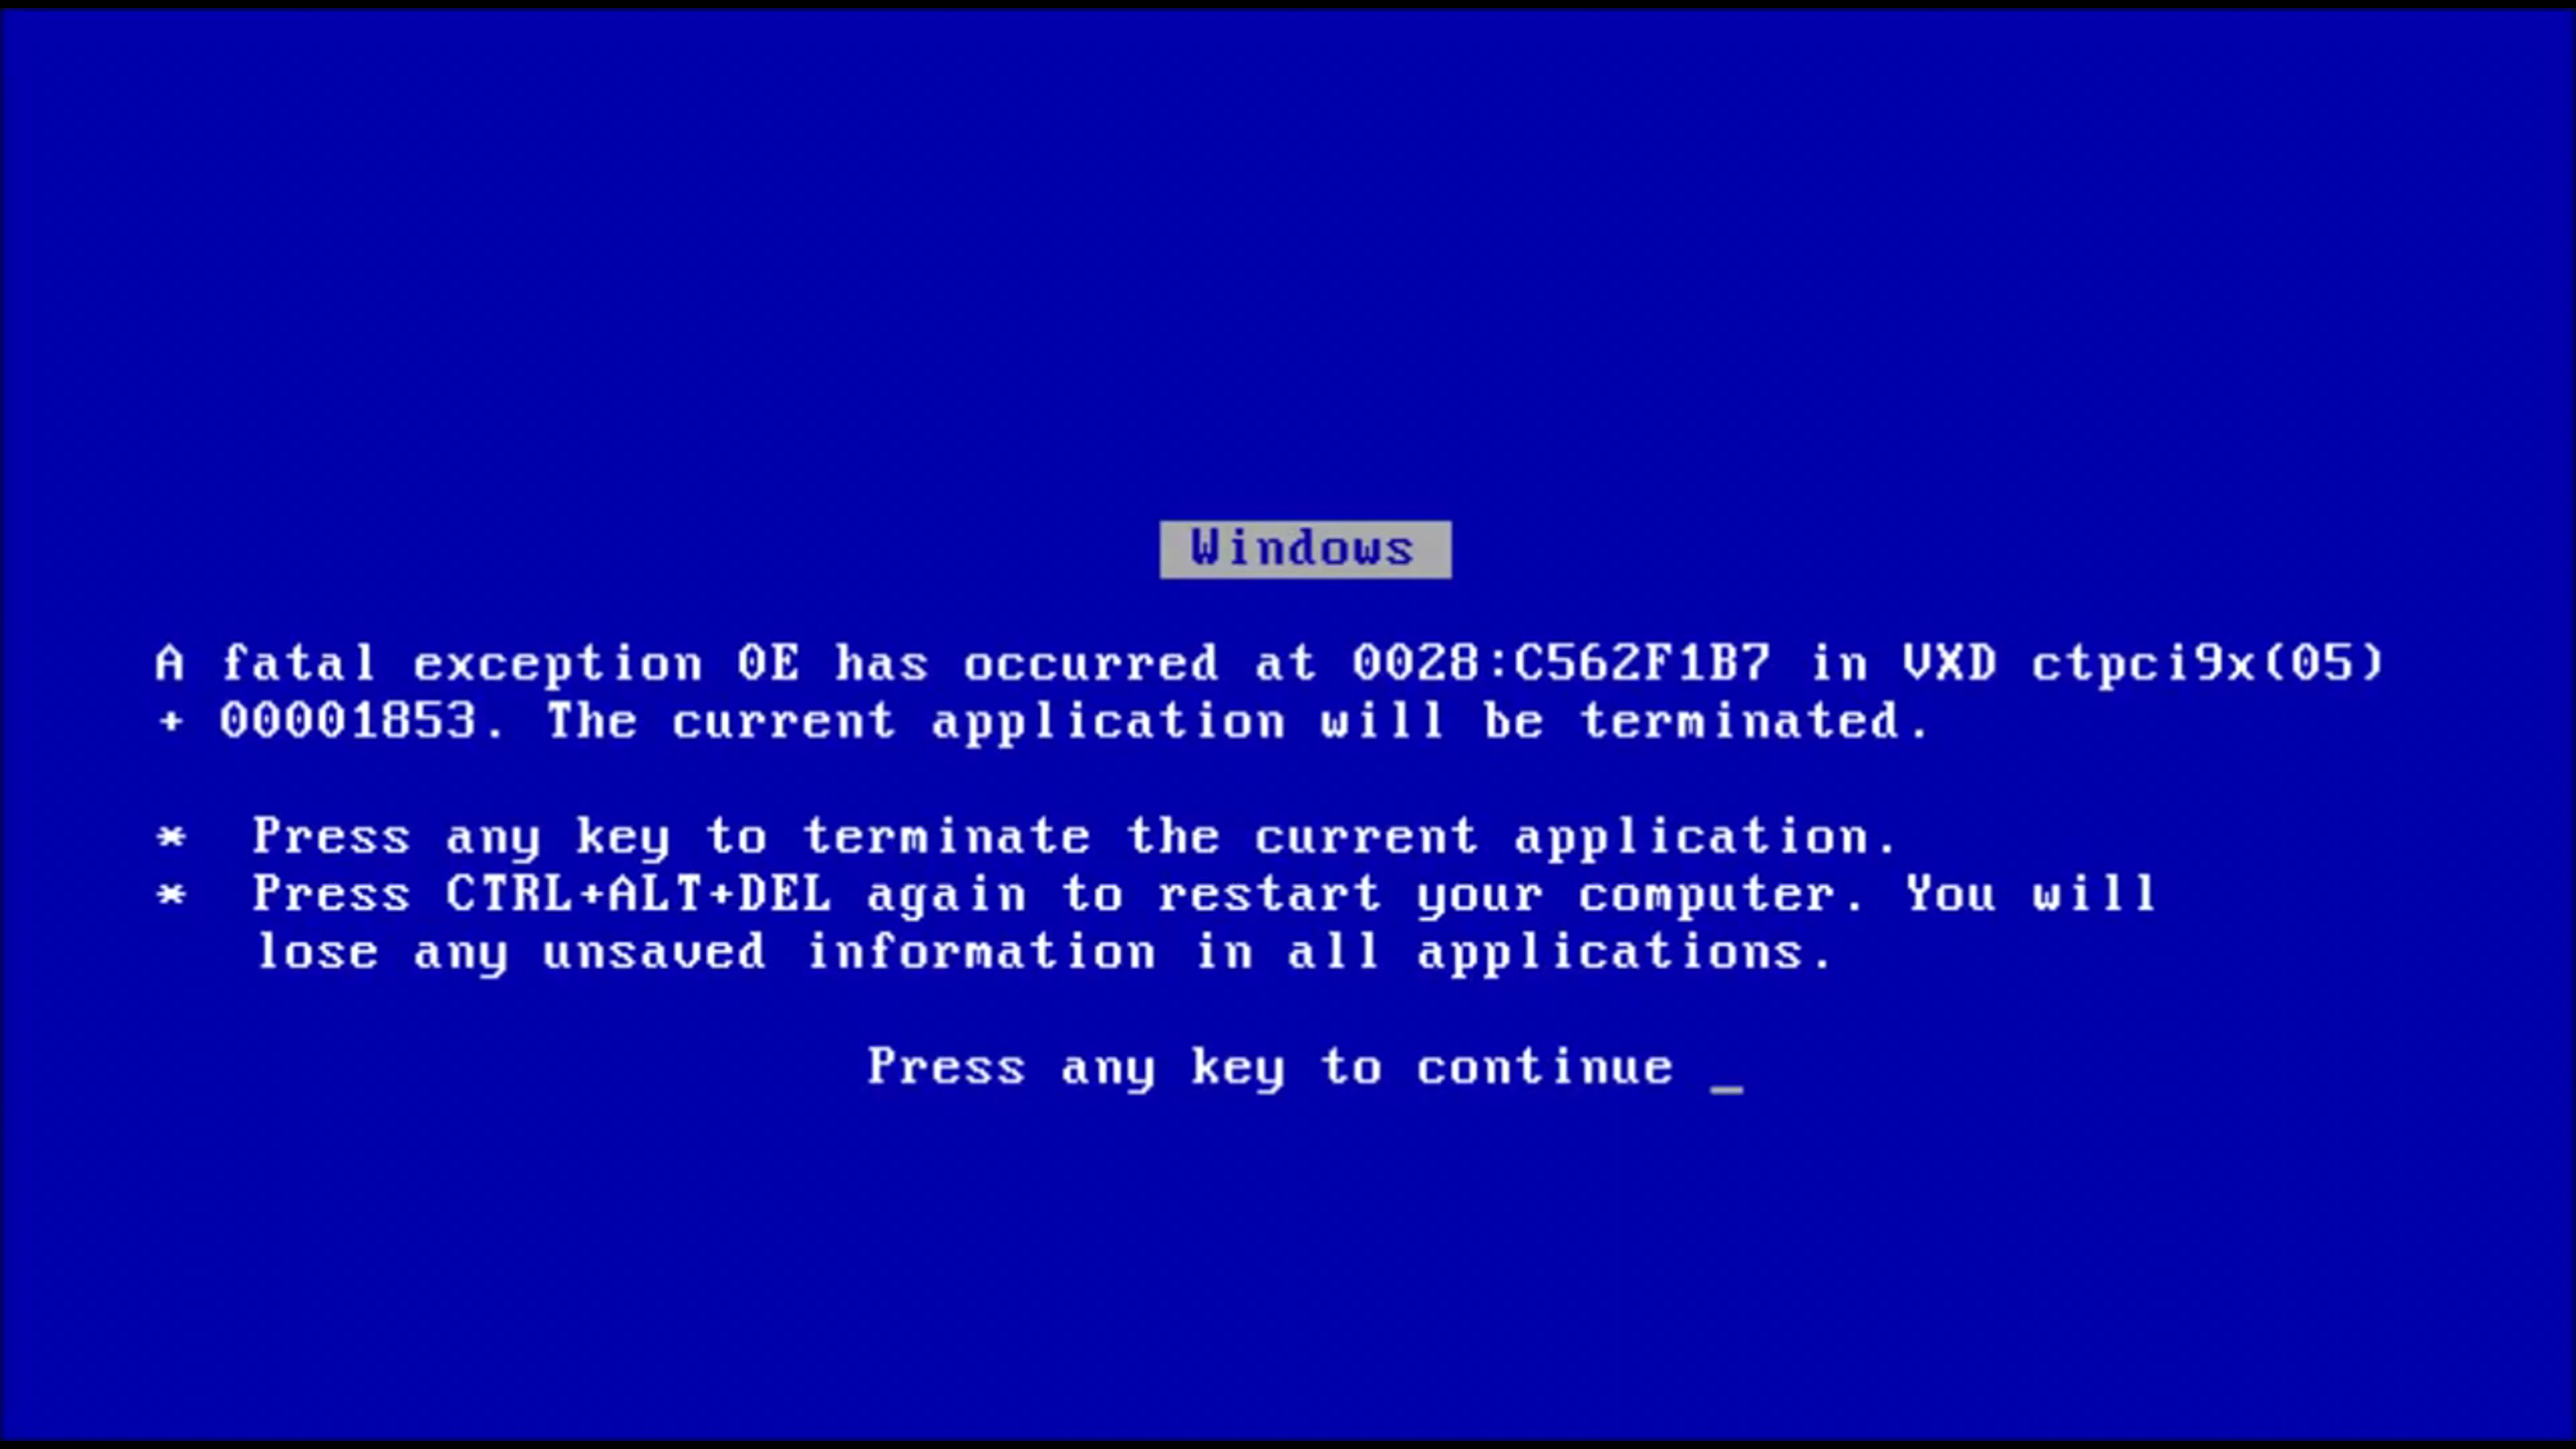 Windows
A fatal exception 0E has occurred at 0028:C562F1B7 in VXD ctpci9x(05)
+ 00001853. The current application will be terminated.
* Press any key to terminate the current application.
* Press CTRL+ALT+DEL again to restart your computer. You will
lose any unsaved information in all applications.
Press any key to continue _